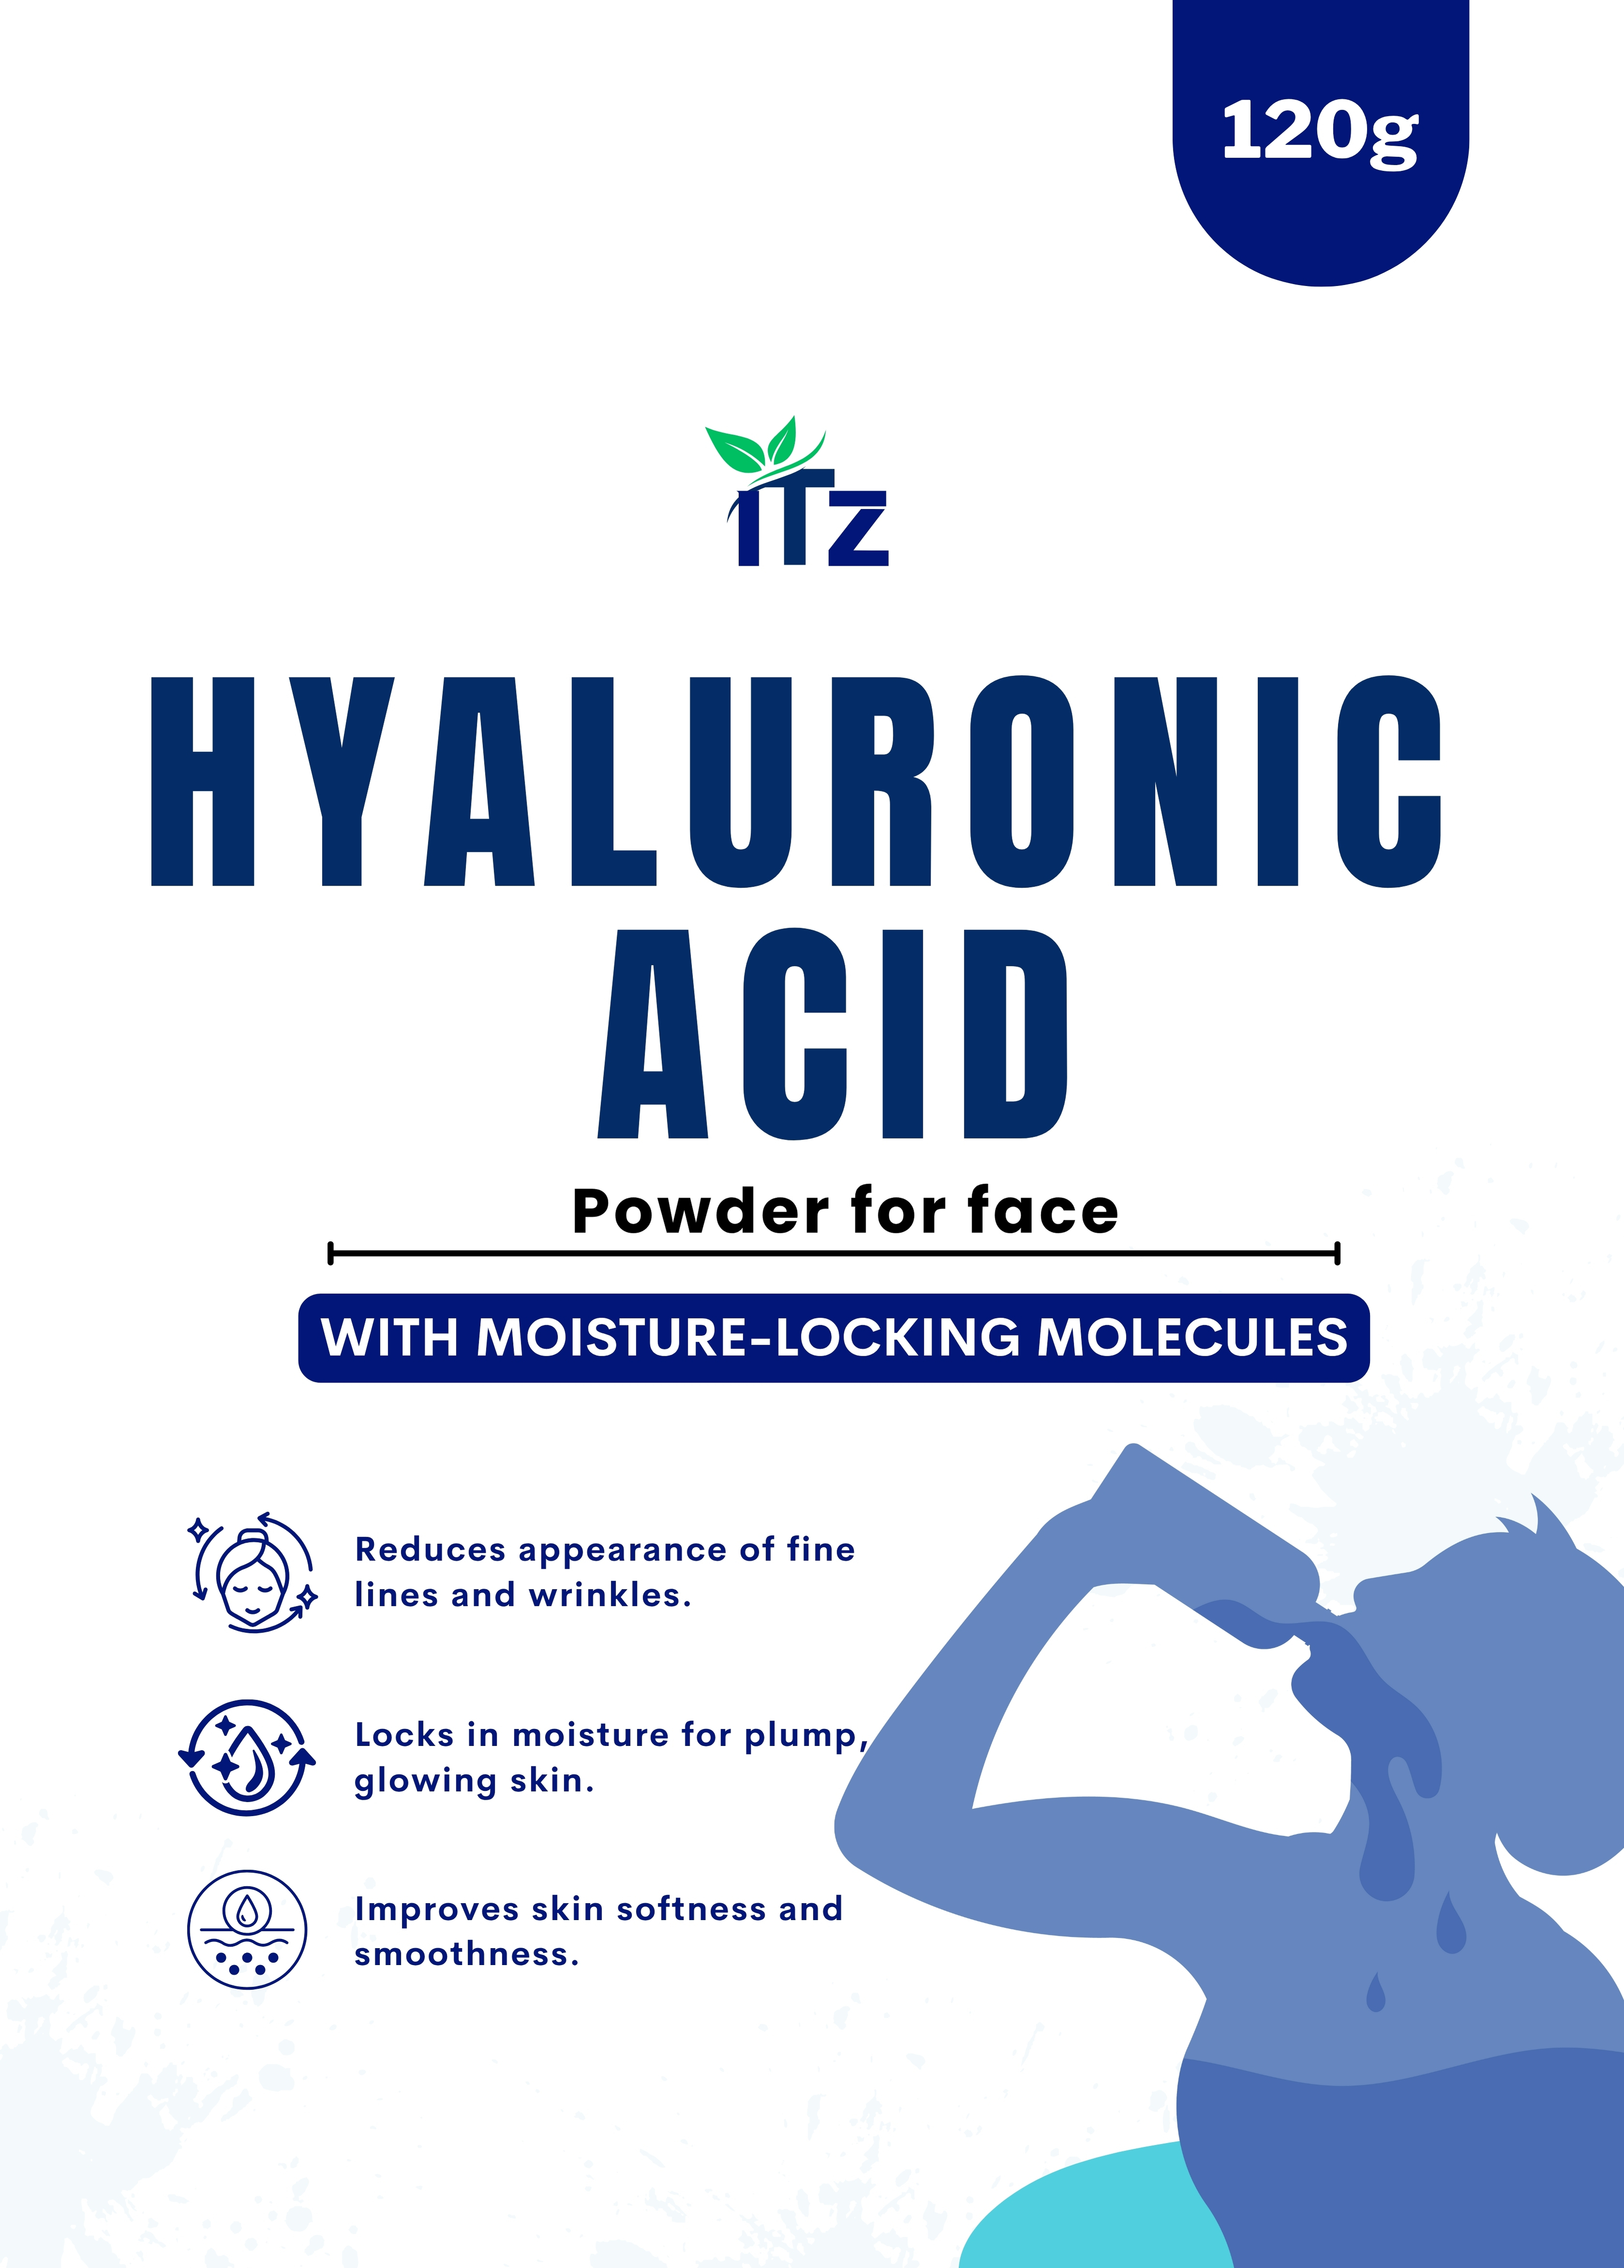 120g
iTz
HYALURONIC
ACID
Powder for face
WITH MOISTURE-LOCKING MOLECULES
Reduces appearance of fine
lines and wrinkles.
Locks in moisture for plump,
glowing skin.
Improves skin softness and
smoothness.